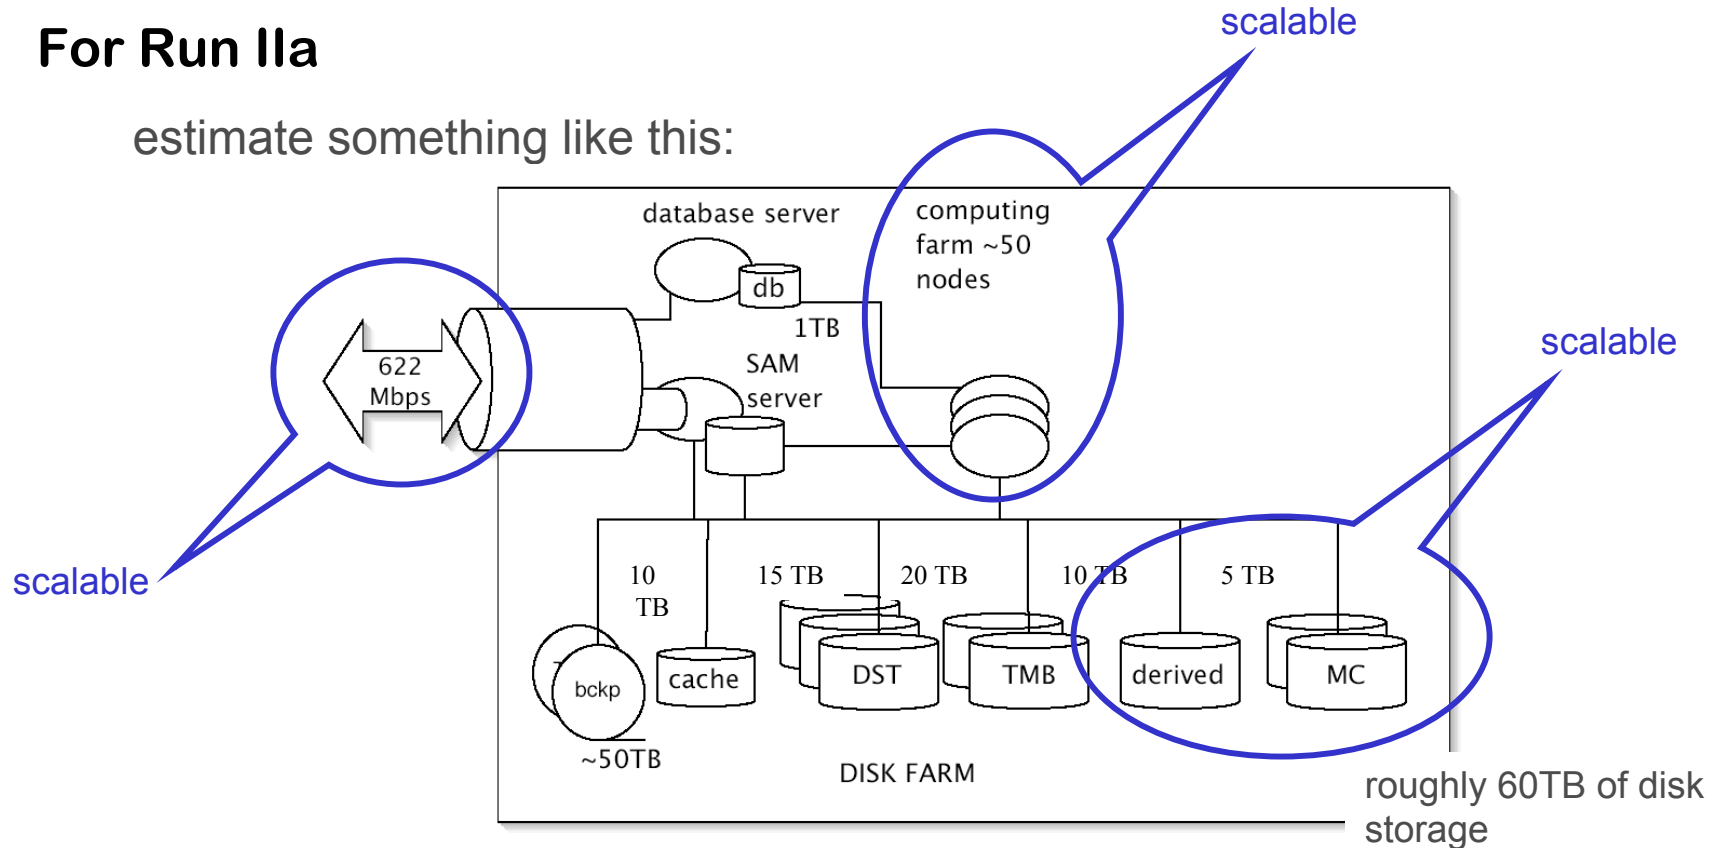 For Run IIa
scalable
estimate something like this:
database server
computing
farm ~50
nodes
db
1TB
SAM
server
622
Mbps
scalable
scalable
10
TB
15 TB
20 TB
10 TB
5 TB
bckp
cache
DST
TMB
derived
MC
~50TB
DISK FARM
roughly 60TB of disk
storage